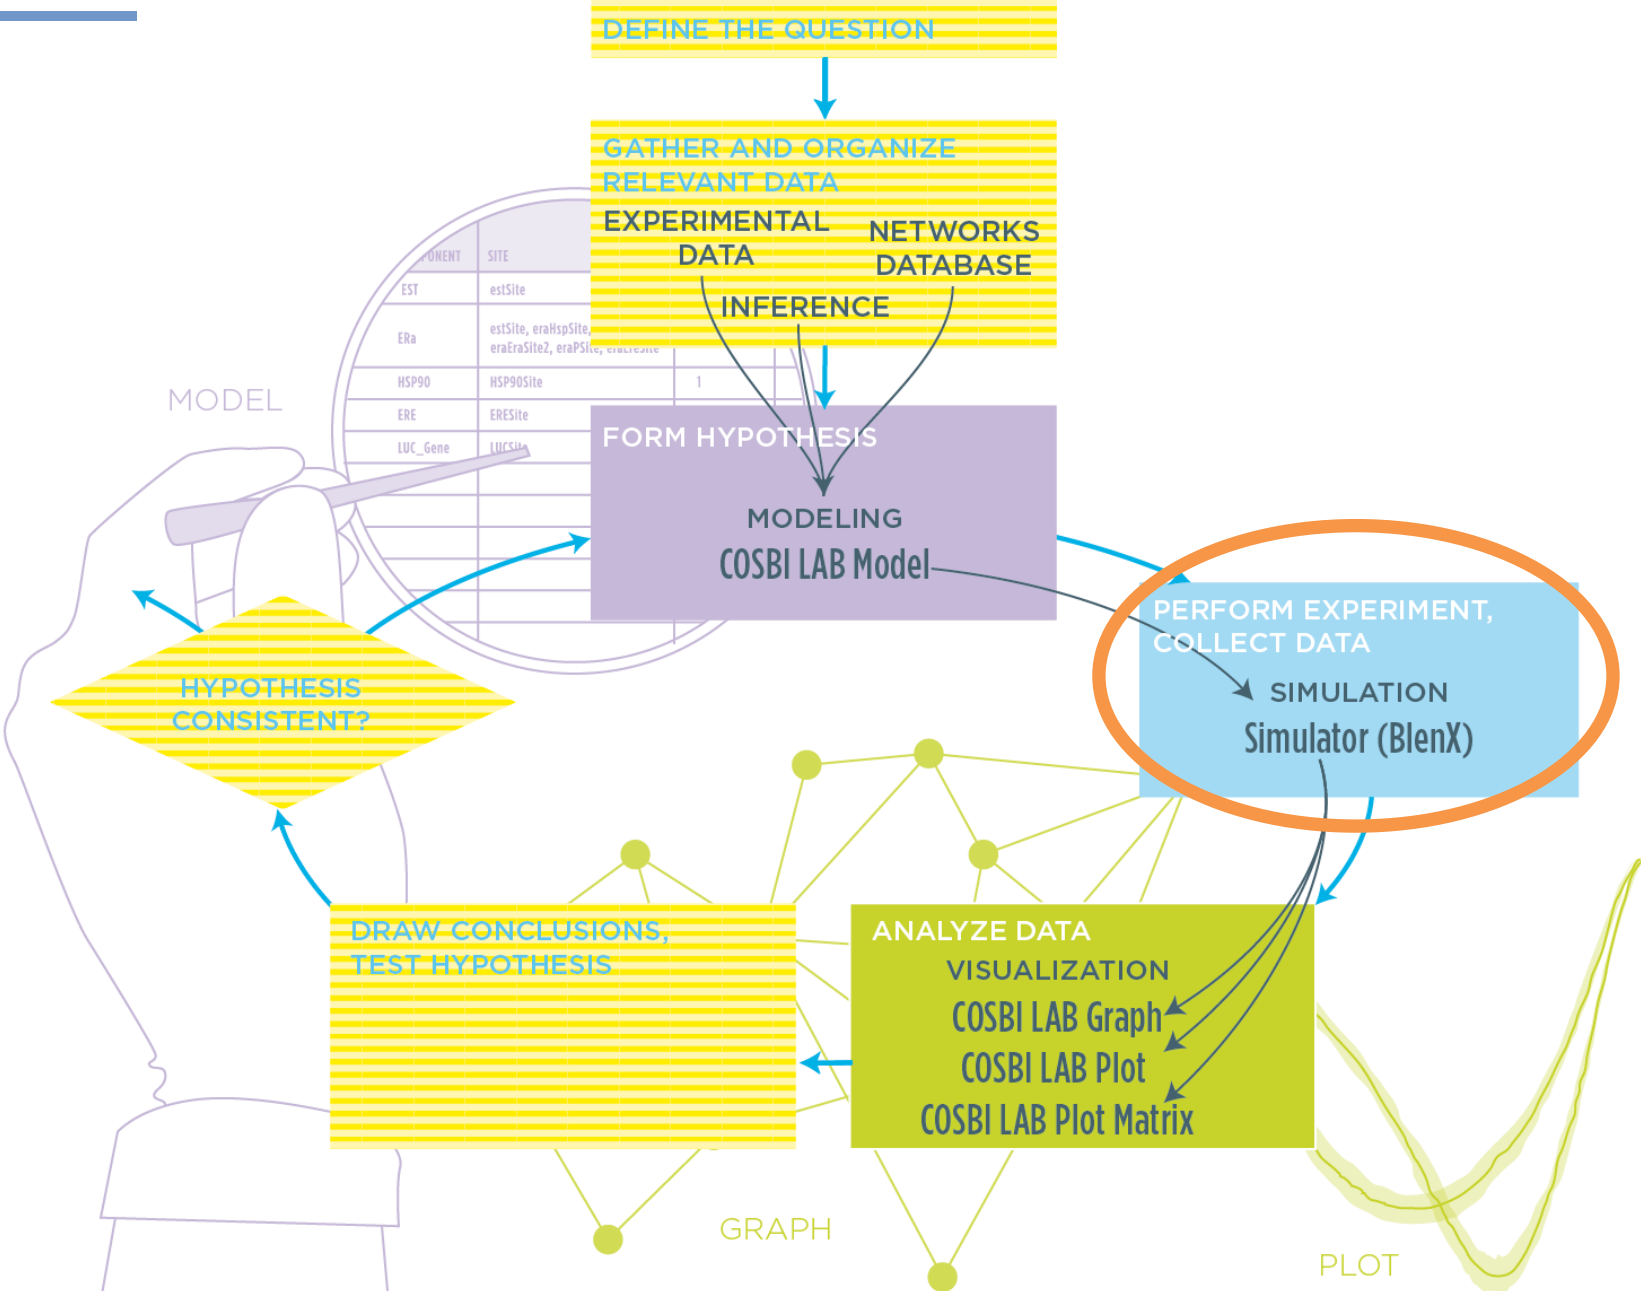 DEFINE THE QUESTION
GATHER AND ORGANIZE
RELEVANT DATA
EXPERIMENTAL
DATA
NETWORKS
DATABASE
INFERENCE
SITE
EST
estSite
ERa
estSite, eraHspSite,
eraEraSite2, eraPSite, eraEreSite
HSP90
HSP90Site
1
ERE
ERESite
LUC_Gene
LUCSite
MODEL
FORM HYPOTHESIS
MODELING
COSBI LAB Model
PERFORM EXPERIMENT,
COLLECT DATA
SIMULATION
Simulator (BlenX)
HYPOTHESIS
CONSISTENT?
DRAW CONCLUSIONS,
TEST HYPOTHESIS
ANALYZE DATA
VISUALIZATION
COSBI LAB Graph
COSBI LAB Plot
COSBI LAB Plot Matrix
GRAPH
PLOT